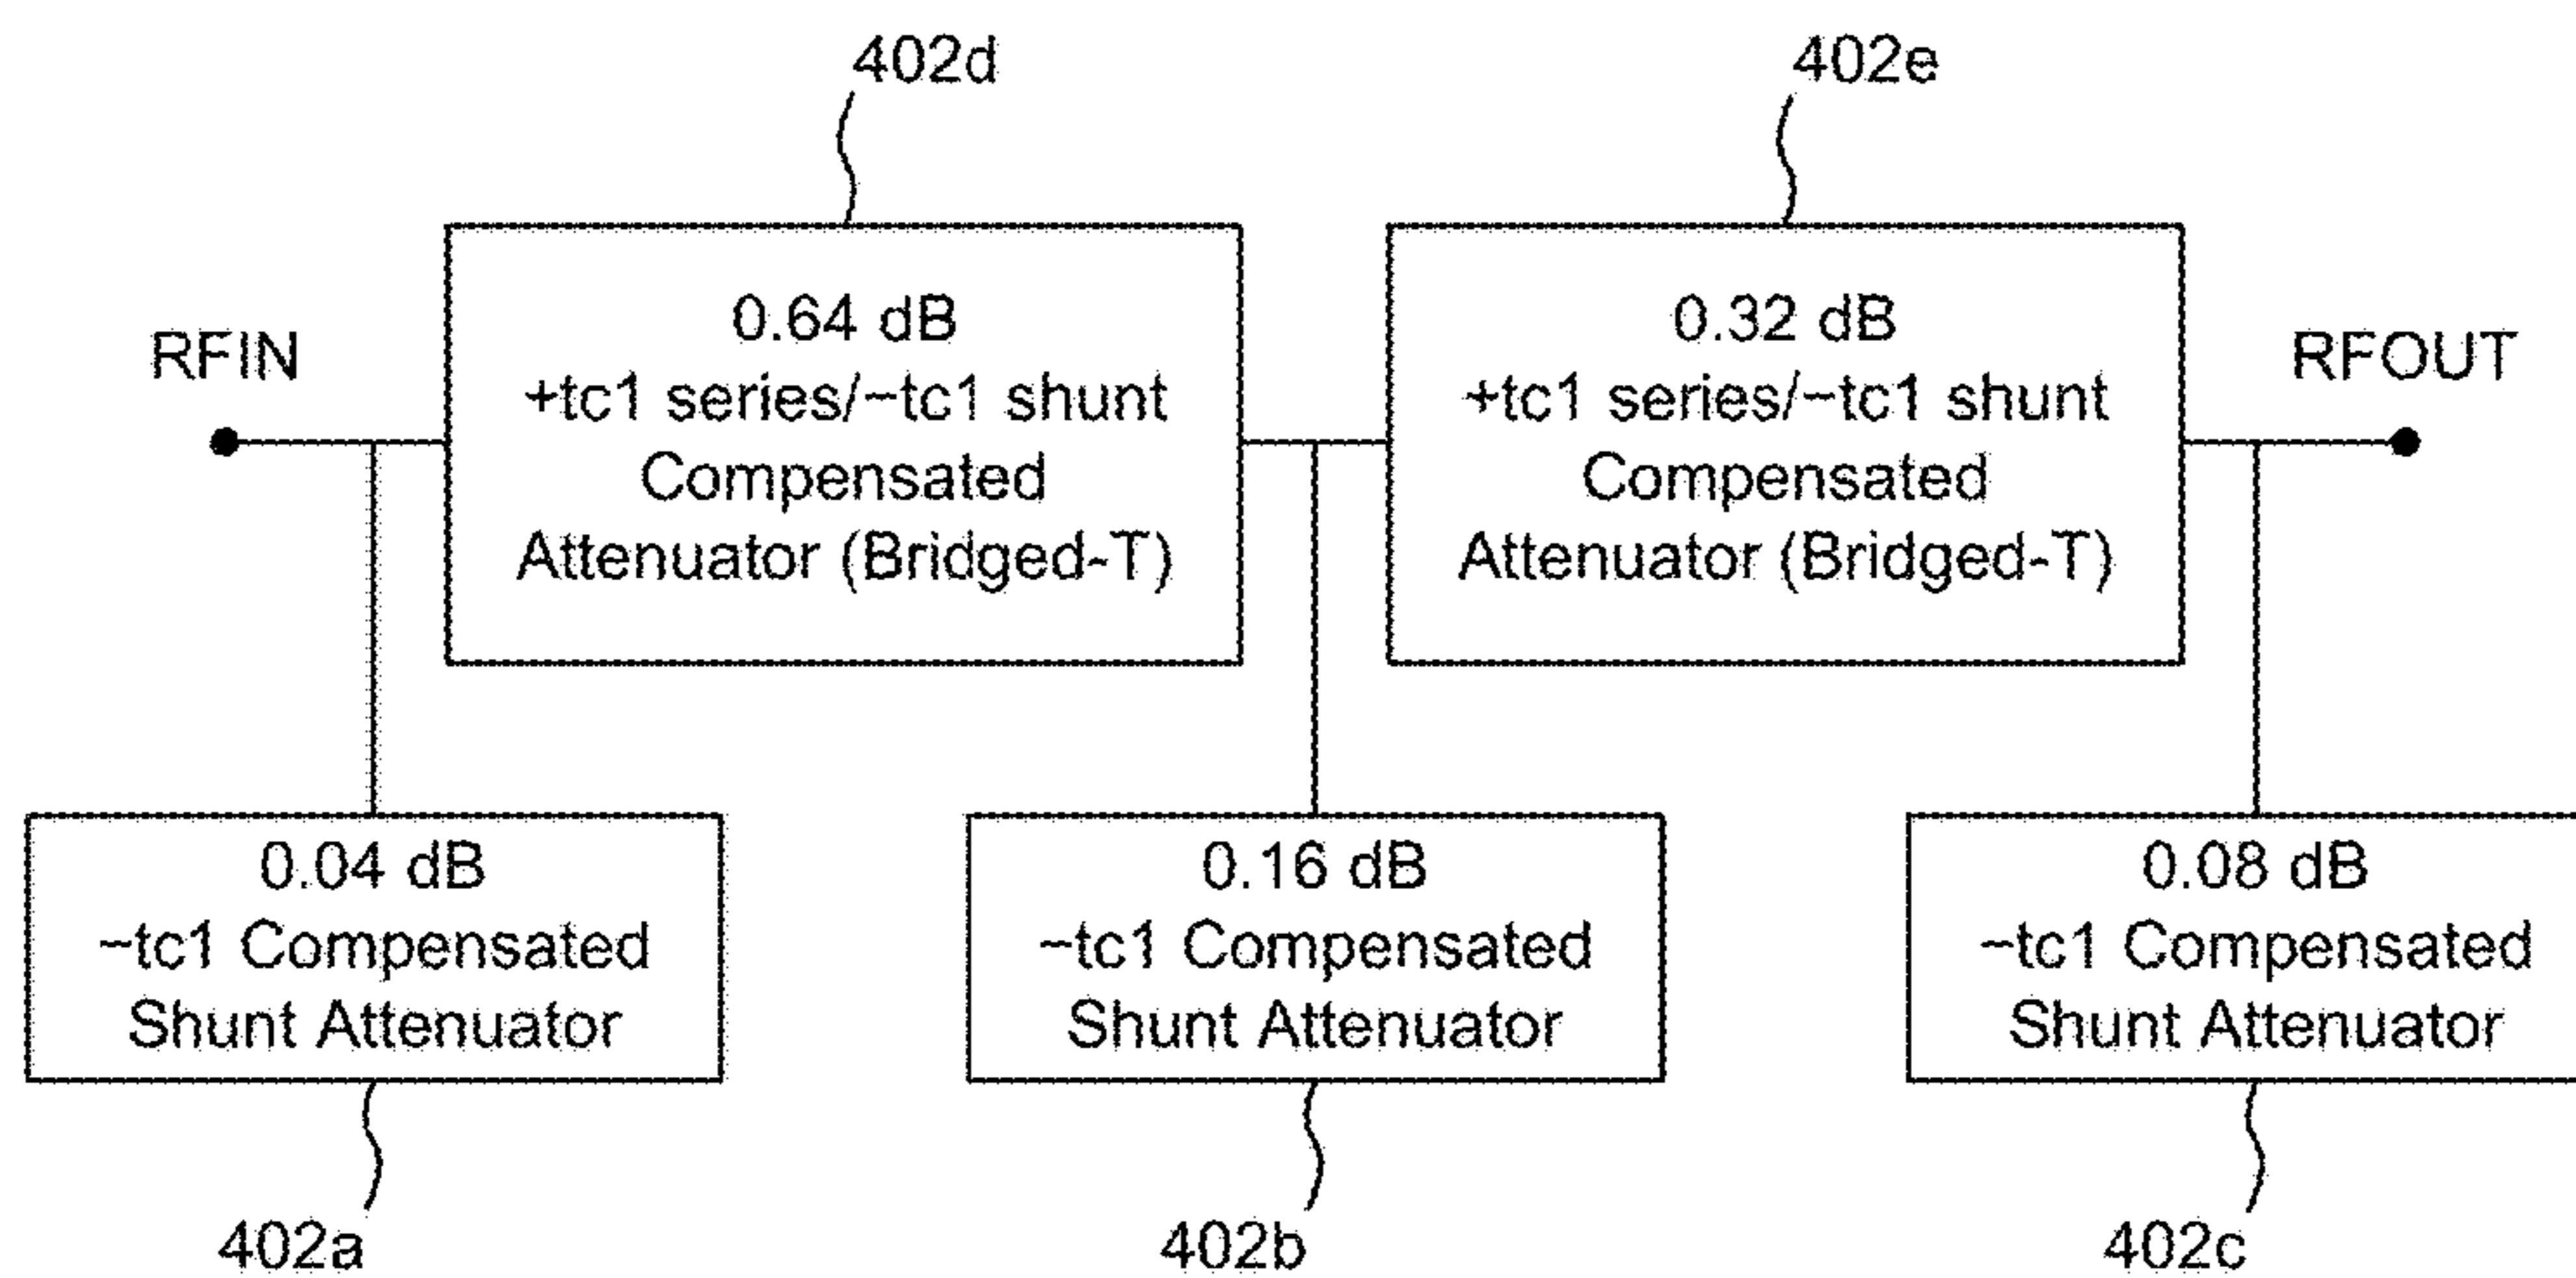 402d
402e
RFIN
0.64 dB
+tc1 series/−tc1 shunt
Compensated
Attenuator (Bridged-T)
0.32 dB
+tc1 series/−tc1 shunt
Compensated
Attenuator (Bridged-T)
RFOUT
0.04 dB
−tc1 Compensated
Shunt Attenuator
0.16 dB
−tc1 Compensated
Shunt Attenuator
0.08 dB
−tc1 Compensated
Shunt Attenuator
402a
402b
402c